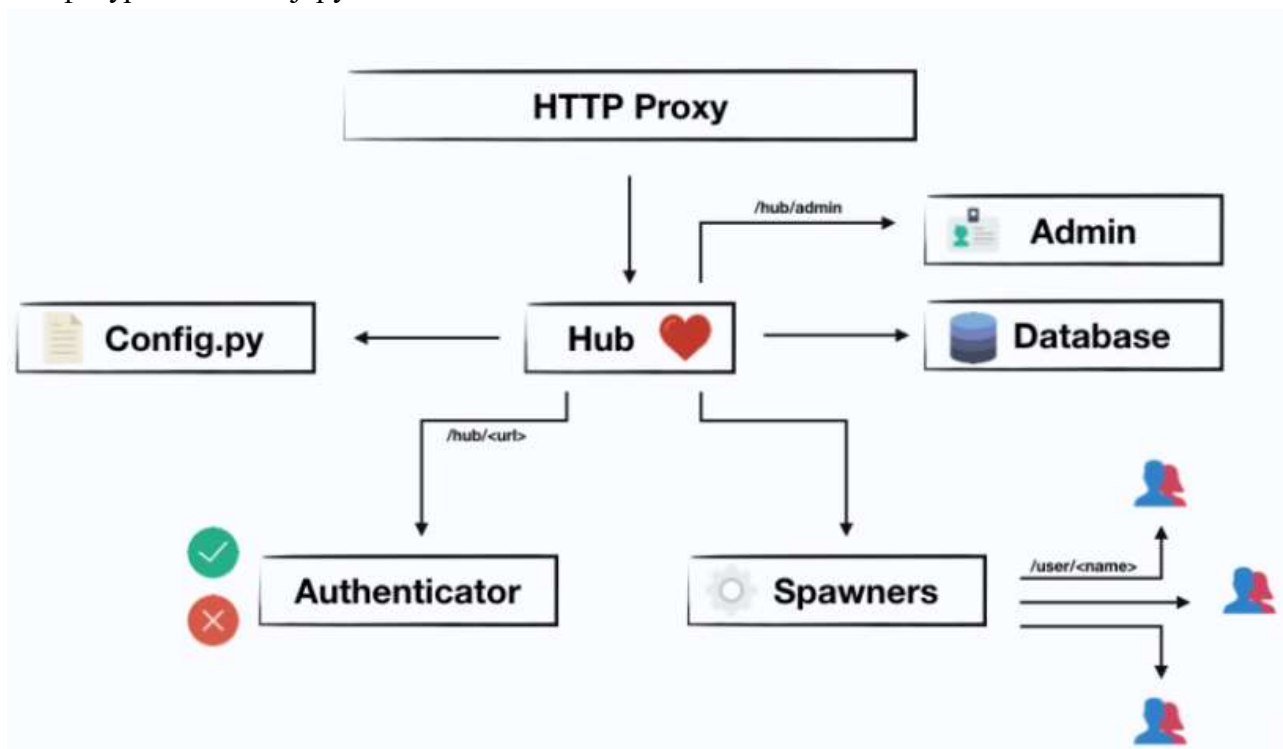 HTTP Proxy
/hub/admin
Admin
Config.py
Hub
Database
/hub/<url>
Authenticator
Spawners
/user/<name>